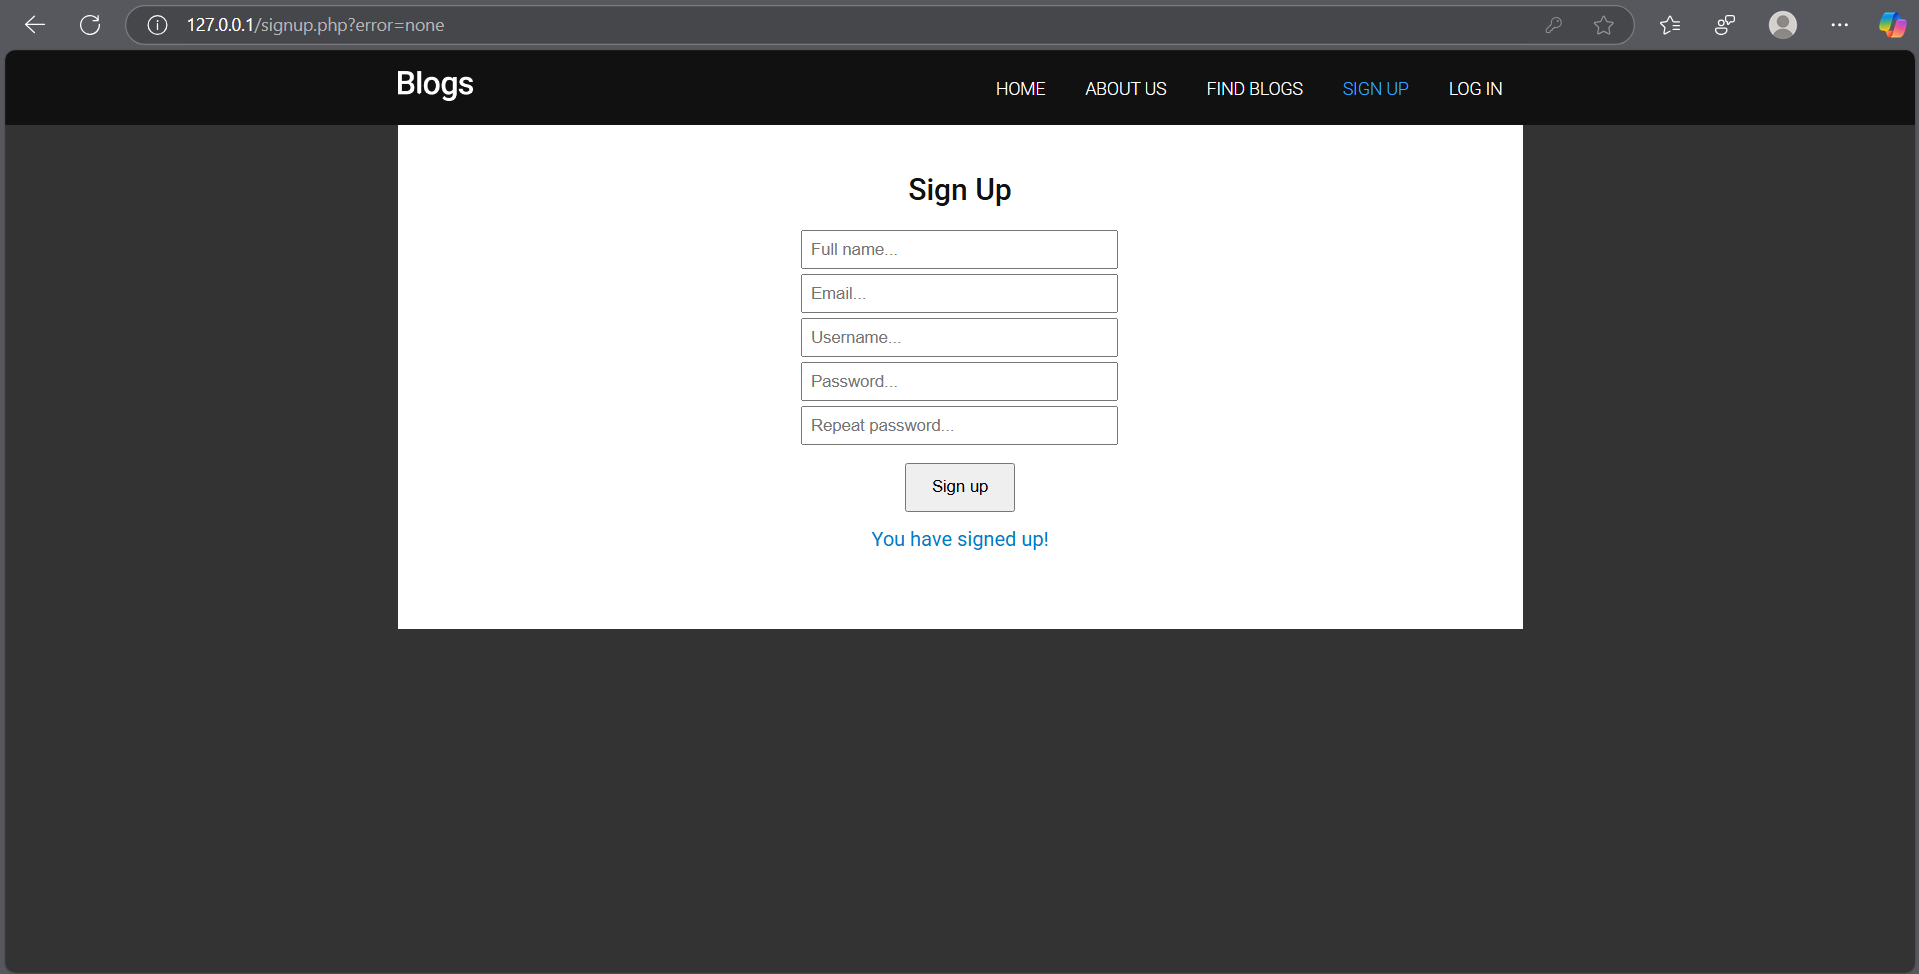 127.0.0.1/signup.php?error=none
Blogs
HOME ABOUT US FIND BLOGS SIGN UP LOG IN
Sign Up
Full name...
Email...
Username...
Password...
Repeat password...
Sign up
You have signed up!